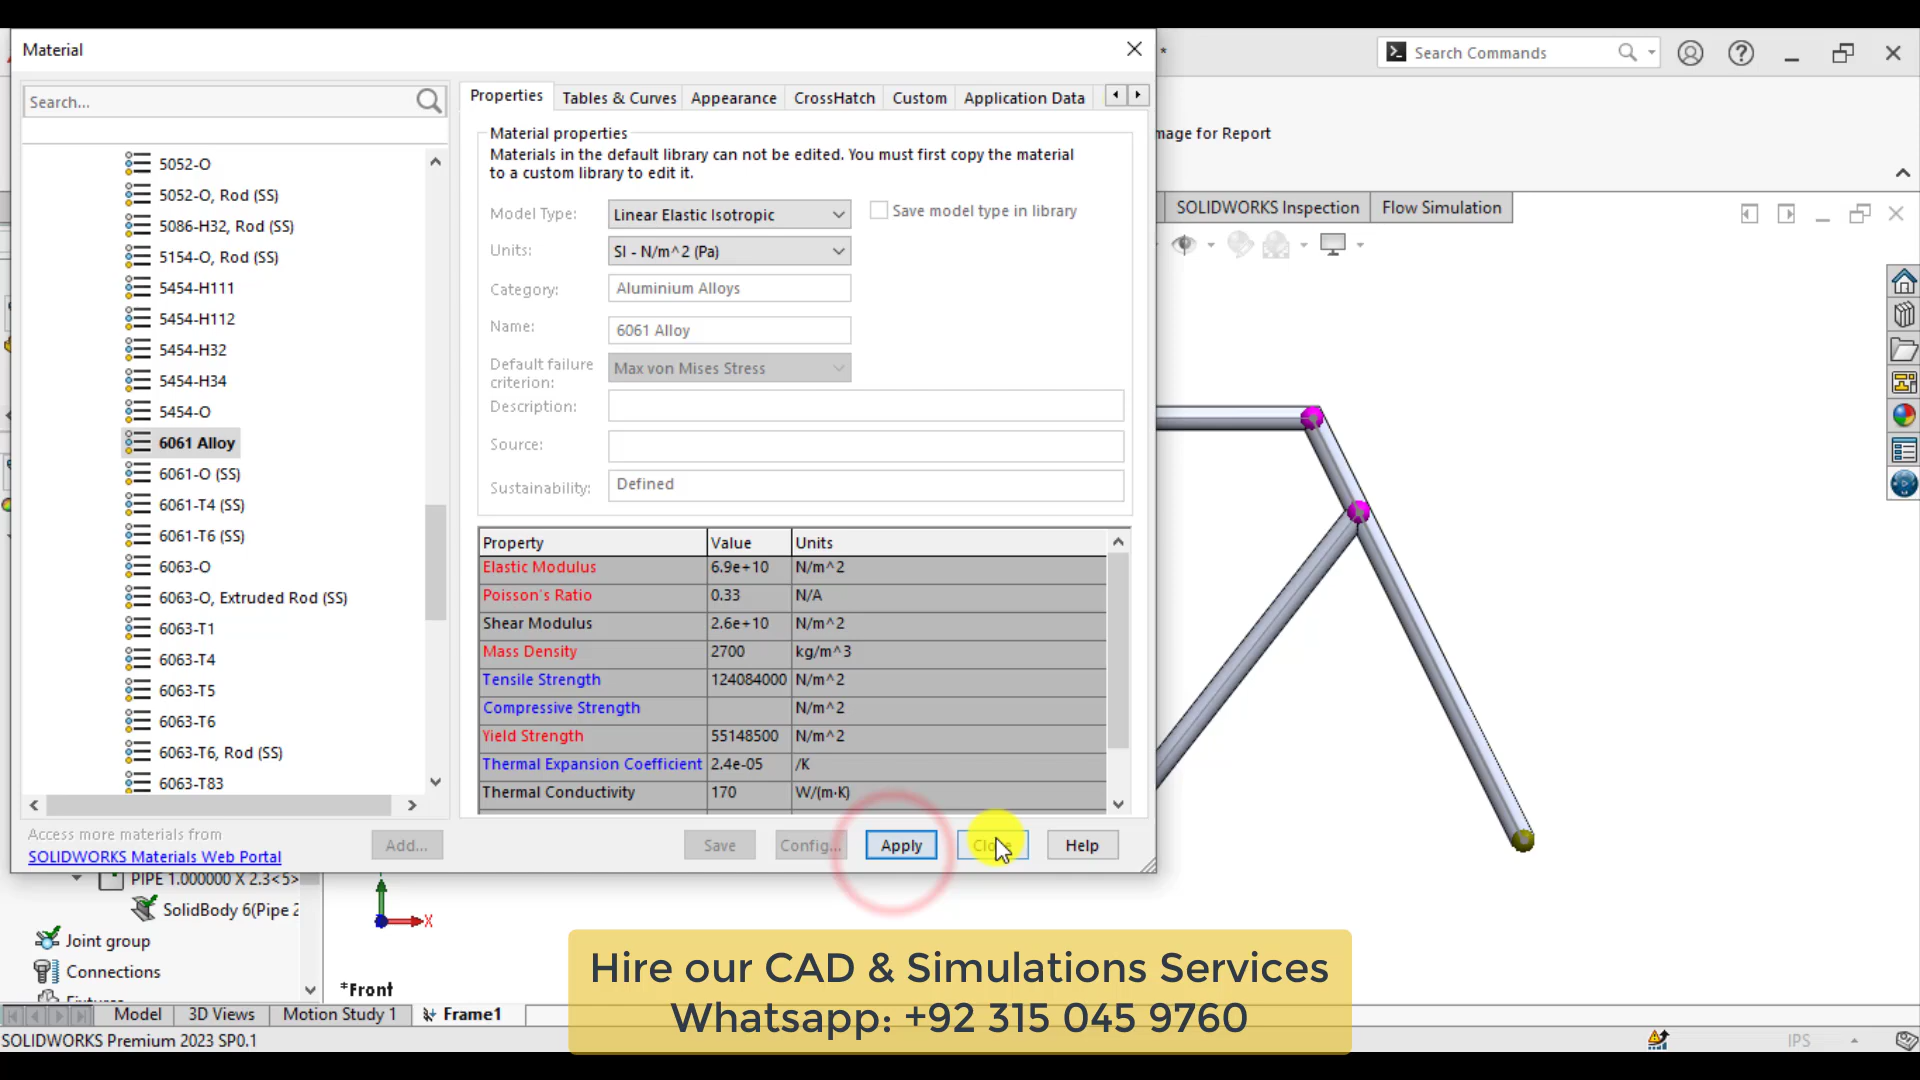 Material
*
Search Commands
Search...
Properties
Tables & Curves
Appearance
CrossHatch
Custom
Application Data
Material properties
Materials in the default library can not be edited. You must first copy the material
to a custom library to edit it.
Model Type:
Linear Elastic Isotropic
Save model type in library
Units:
SI - N/m^2 (Pa)
Category:
Aluminium Alloys
Name:
6061 Alloy
Default failure
criterion:
Max von Mises Stress
Description:
Source:
Sustainability:
Defined
5052-O
5052-O, Rod (SS)
5086-H32, Rod (SS)
5154-O, Rod (SS)
5454-H111
5454-H112
5454-H32
5454-H34
5454-O
6061 Alloy
6061-O (SS)
6061-T4 (SS)
6061-T6 (SS)
6063-O
6063-O, Extruded Rod (SS)
6063-T1
6063-T4
6063-T5
6063-T6
6063-T6, Rod (SS)
6063-T83
Property Value Units
Elastic Modulus 6.9e+10 N/m^2
Poisson's Ratio 0.33 N/A
Shear Modulus 2.6e+10 N/m^2
Mass Density 2700 kg/m^3
Tensile Strength 124084000 N/m^2
Compressive Strength N/m^2
Yield Strength 55148500 N/m^2
Thermal Expansion Coefficient 2.4e-05 /K
Thermal Conductivity 170 W/(m·K)
Access more materials from
SOLIDWORKS Materials Web Portal
Add...
Save
Config...
Apply
Help
mage for Report
SOLIDWORKS Inspection
Flow Simulation
PIPE 1.000000 X 2.3<5>
SolidBody 6(Pipe 2
Joint group
Connections
X
*Front
Hire our CAD & Simulations Services
Whatsapp: +92 315 045 9760
Model
3D Views
Motion Study 1
Frame1
SOLIDWORKS Premium 2023 SP0.1
IPS